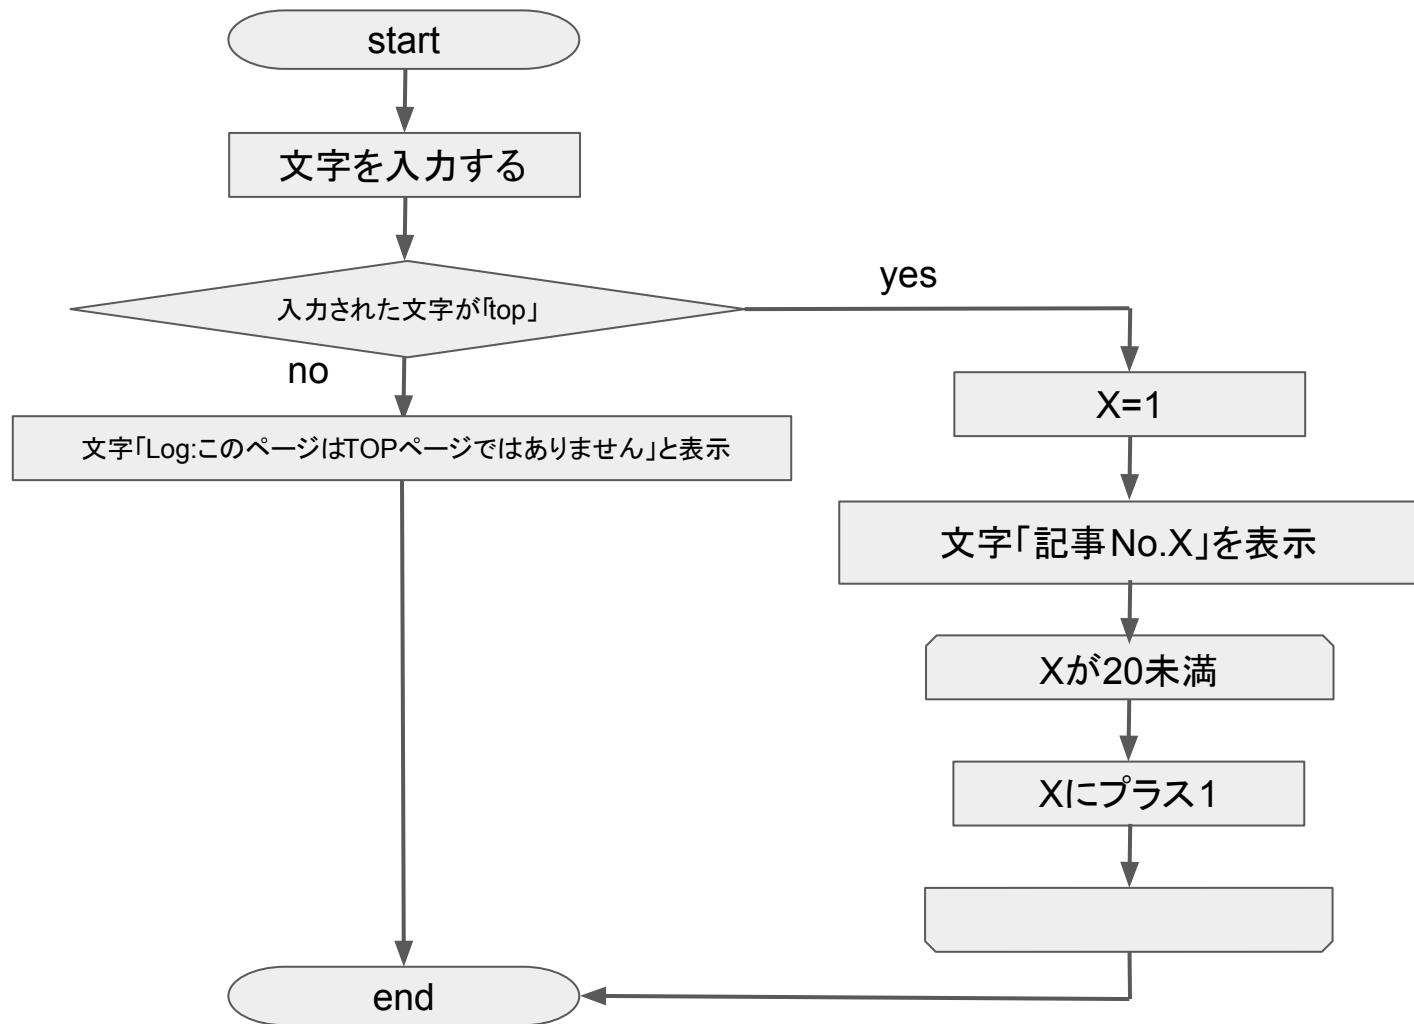 start
文字を入力する
入力された文字が「top」
yes
no
X=1
文字「Log:このページはTOPページではありません」と表示
文字「記事No.X」を表示
Xが20未満
Xにプラス1
end